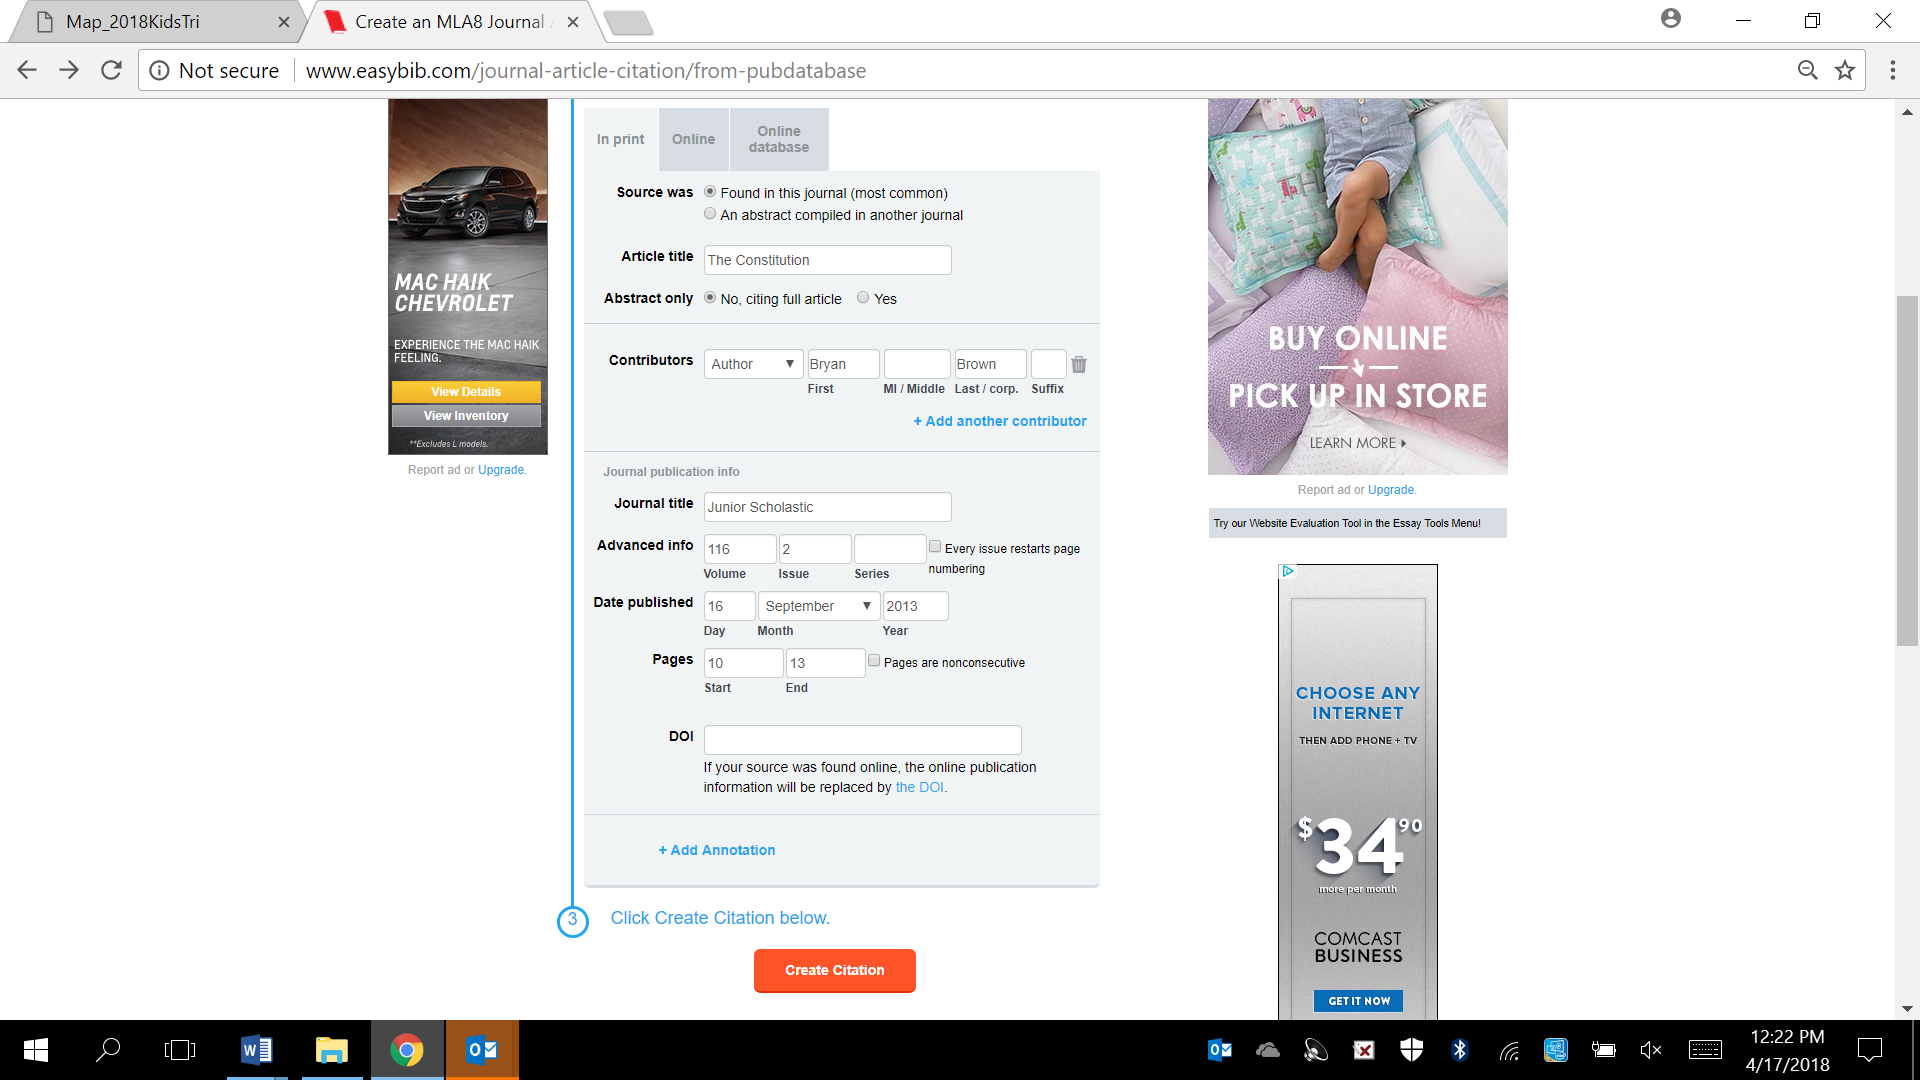 Map_2018KidsTri
Create an MLA8 Journal A
Not secure
www.easybib.com/journal-article-citation/from-pubdatabase
In print
Online
Online
database
Source was
Found in this journal (most common)
An abstract compiled in another journal
Article title
The Constitution
Abstract only
No, citing full article
Yes
Contributors
Author
Bryan
Brown
First
MI / Middle
Last / corp.
Suffix
+ Add another contributor
Journal publication info
Journal title
Junior Scholastic
Advanced info
116
2
Every issue restarts page
numbering
Volume
Issue
Series
Date published
16
September
2013
Day
Month
Year
Pages
10
13
Pages are nonconsecutive
Start
End
DOI
If your source was found online, the online publication
information will be replaced by the DOI.
+ Add Annotation
3
Click Create Citation below.
Create Citation
MAC HAIK
CHEVROLET
EXPERIENCE THE MAC HAIK
FEELING.
View Details
View Inventory
**Excludes L models.
Report ad or Upgrade.
BUY ONLINE
PICK UP IN STORE
LEARN MORE
Report ad or Upgrade.
Try our Website Evaluation Tool in the Essay Tools Menu!
CHOOSE ANY
INTERNET
THEN ADD PHONE + TV
$34 90
more per month
COMCAST
BUSINESS
GET IT NOW
12:22 PM
4/17/2018